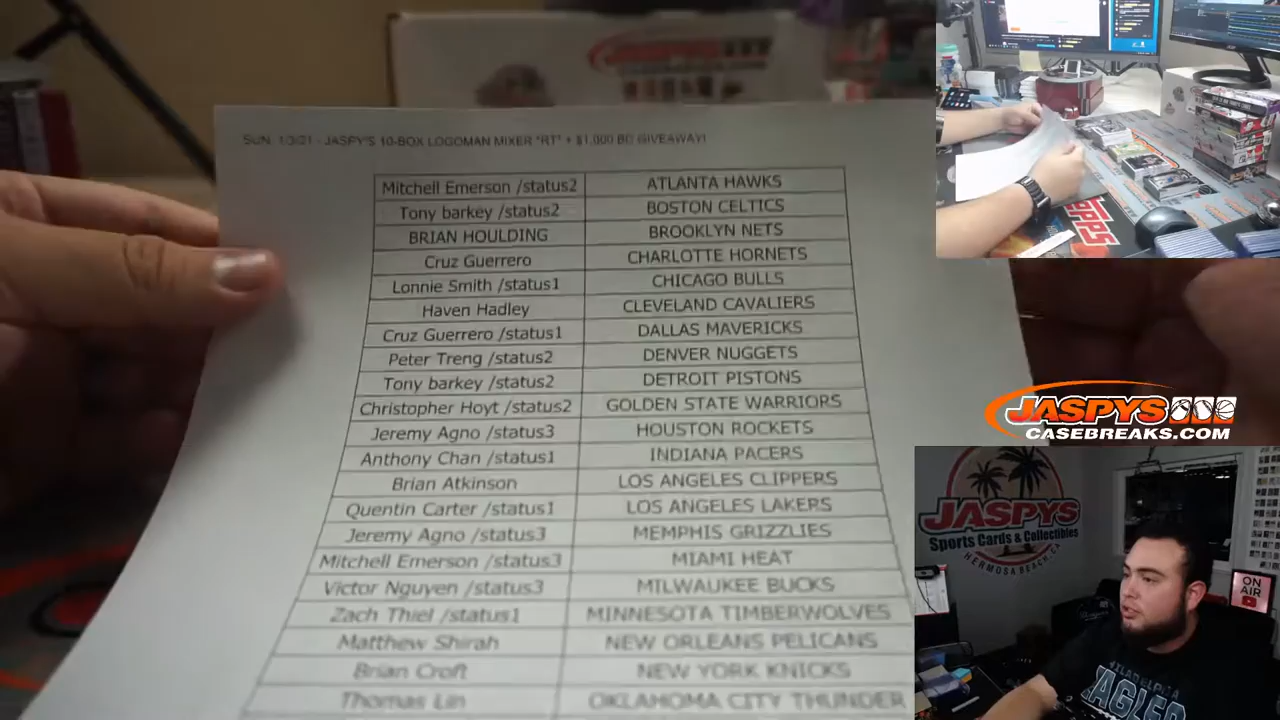 SUN: 1/3/21 - JASPY'S 10-BOX LOGOMAN MIXER "RT" + $1,000 BD GIVEAWAY!
Mitchell Emerson /status2 ATLANTA HAWKS
Tony barkey /status2 BOSTON CELTICS
BRIAN HOULDING BROOKLYN NETS
Cruz Guerrero CHARLOTTE HORNETS
Lonnie Smith /status1 CHICAGO BULLS
Haven Hadley CLEVELAND CAVALIERS
Cruz Guerrero /status1 DALLAS MAVERICKS
Peter Treng /status2 DENVER NUGGETS
Tony barkey /status2 DETROIT PISTONS
Christopher Hoyt /status2 GOLDEN STATE WARRIORS
Jeremy Agno /status3 HOUSTON ROCKETS
Anthony Chan /status1 INDIANA PACERS
Brian Atkinson LOS ANGELES CLIPPERS
Quentin Carter /status1 LOS ANGELES LAKERS
Jeremy Agno /status3 MEMPHIS GRIZZLIES
Mitchell Emerson /status3 MIAMI HEAT
Victor Nguyen /status3 MILWAUKEE BUCKS
Zach Thiel /status1 MINNESOTA TIMBERWOLVES
Matthew Shirah NEW ORLEANS PELICANS
Brian Croft NEW YORK KNICKS
Thomas Lin OKLAHOMA CITY THUNDER
JASPYS
TOPPS
JASPYS
CASEBREAKS.COM
JASPYS
Sports Cards & Collectibles
HERMOSA BEACH, CA
ON
AIR
PHILADELPHIA
EAGLES